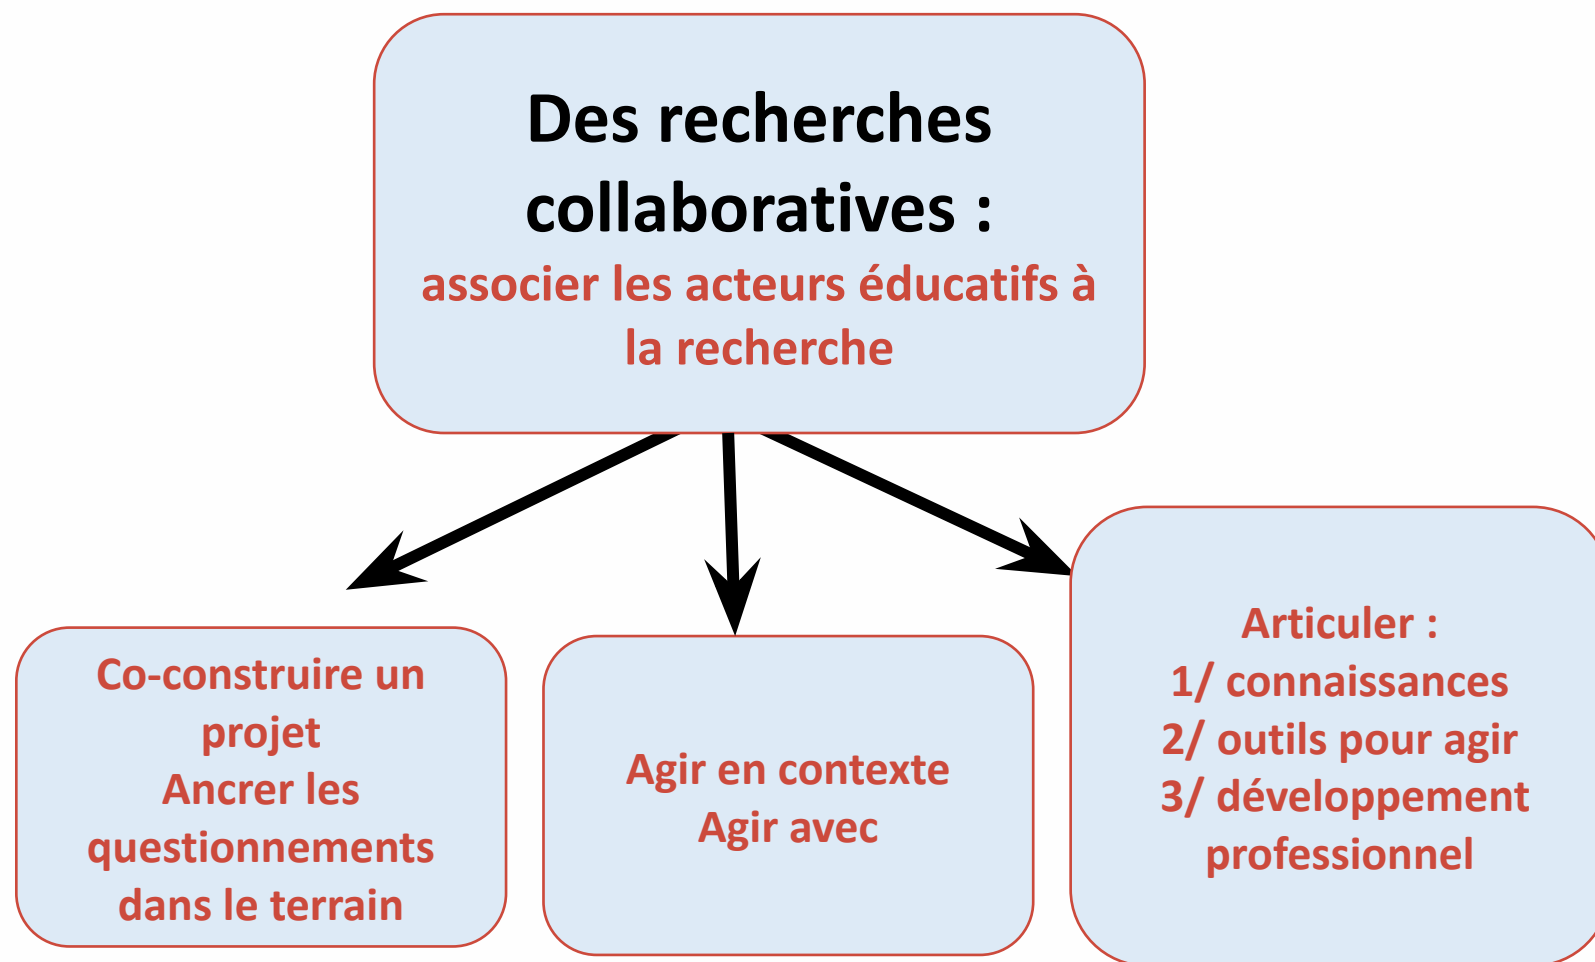 Des recherches
collaboratives :
associer les acteurs éducatifs à
la recherche
Co-construire un
projet
Ancrer les
questionnements
dans le terrain
Agir en contexte
Agir avec
Articuler :
1/ connaissances
2/ outils pour agir
3/ développement
professionnel